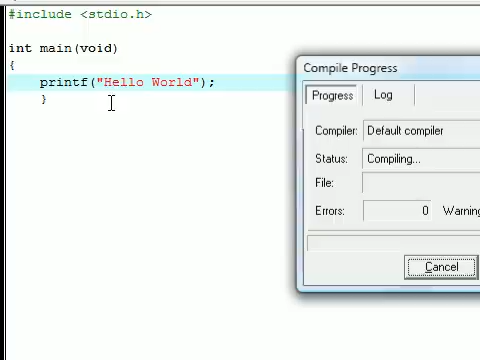 #include <stdio.h>
int main(void)
{
printf("Hello World");
}
Compile Progress
Progress Log
Compiler: Default compiler
Status: Compiling...
File:
Errors: 0 Warning
Cancel